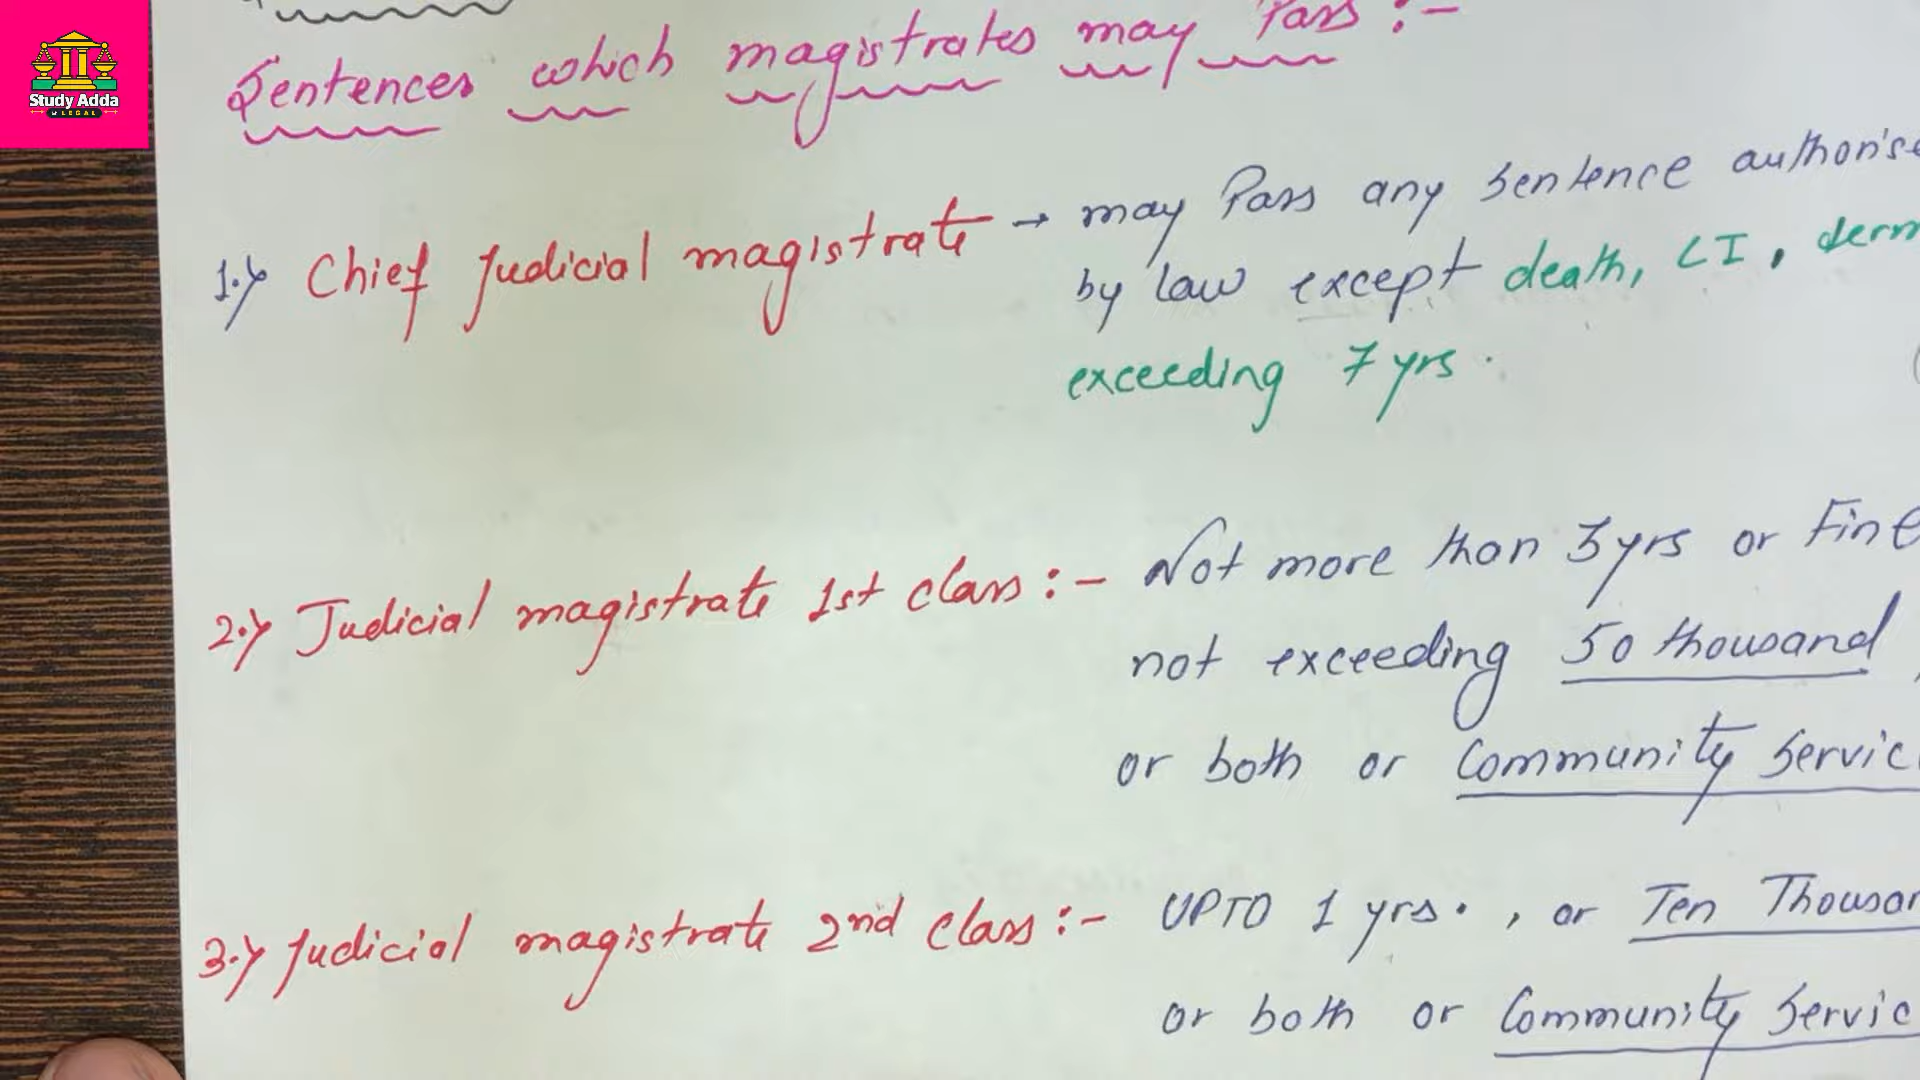 Study Adda
LEGAL
Sentences which magistrates may Pass :-
1.) Chief Judicial magistrate → may Pass any sentence authorise
by law except death, LI, term
exceeding 7 yrs.
2.) Judicial magistrate 1st class :- Not more than 3 yrs or Fine
not exceeding 50 thousand,
or both or Community Servic
3.) Judicial magistrate 2nd class :- UPTO 1 yrs. , or Ten Thousan
or both or Community Servic